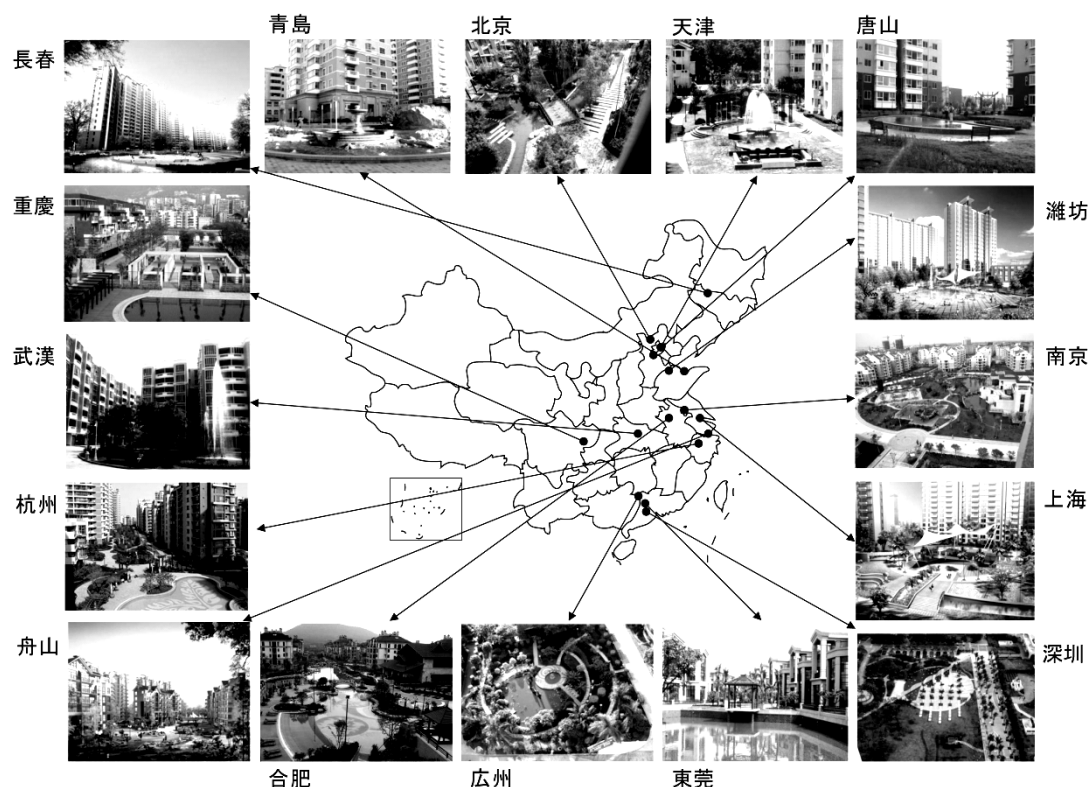 青島
北京
天津
唐山
長春
重慶
濰坊
武漢
南京
杭州
上海
舟山
深圳
合肥
広州
東莞